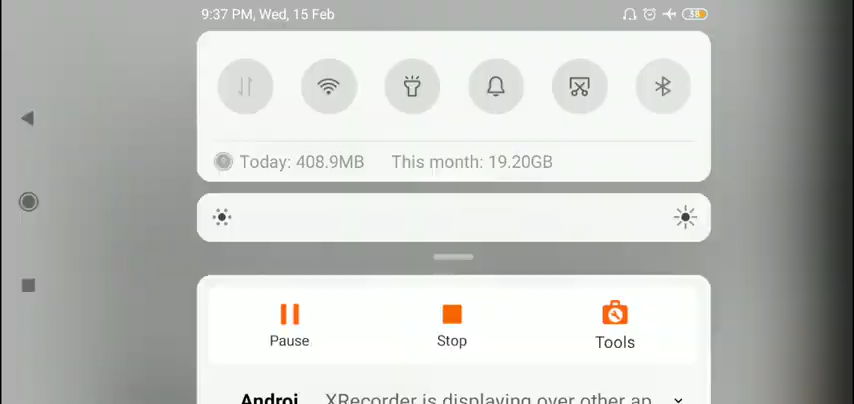 9:37 PM, Wed, 15 Feb
38
Today: 408.9MB This month: 19.20GB
Pause Stop Tools
Androi XRecorder is displaying over other ap